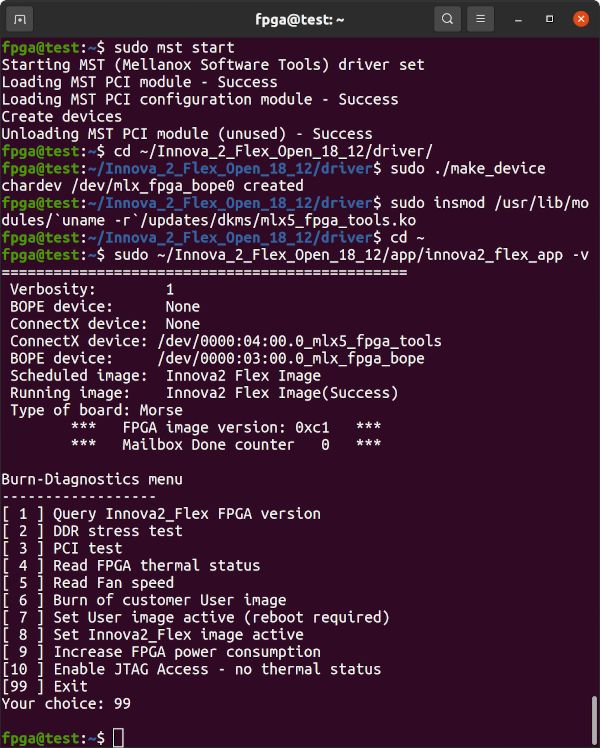 fpga@test: ~
fpga@test:~$ sudo mst start
Starting MST (Mellanox Software Tools) driver set
Loading MST PCI module - Success
Loading MST PCI configuration module - Success
Create devices
Unloading MST PCI module (unused) - Success
fpga@test:~$ cd ~/Innova_2_Flex_Open_18_12/driver/
fpga@test:~/Innova_2_Flex_Open_18_12/driver$ sudo ./make_device
chardev /dev/mlx_fpga_bope0 created
fpga@test:~/Innova_2_Flex_Open_18_12/driver$ sudo insmod /usr/lib/mo
dules/`uname -r`/updates/dkms/mlx5_fpga_tools.ko
fpga@test:~/Innova_2_Flex_Open_18_12/driver$ cd ~
fpga@test:~$ sudo ~/Innova_2_Flex_Open_18_12/app/innova2_flex_app -v
===============================================
Verbosity:        1
BOPE device:      None
ConnectX device:  None
ConnectX device: /dev/0000:04:00.0_mlx5_fpga_tools
BOPE device:     /dev/0000:03:00.0_mlx_fpga_bope
Scheduled image:  Innova2 Flex Image
Running image:    Innova2 Flex Image(Success)
Type of board: Morse
***   FPGA image version: 0xc1   ***
***   Mailbox Done counter   0   ***
Burn-Diagnostics menu
------------------
[ 1 ] Query Innova2_Flex FPGA version
[ 2 ] DDR stress test
[ 3 ] PCI test
[ 4 ] Read FPGA thermal status
[ 5 ] Read Fan speed
[ 6 ] Burn of customer User image
[ 7 ] Set User image active (reboot required)
[ 8 ] Set Innova2_Flex image active
[ 9 ] Increase FPGA power consumption
[10 ] Enable JTAG Access - no thermal status
[99 ] Exit
Your choice: 99
fpga@test:~$